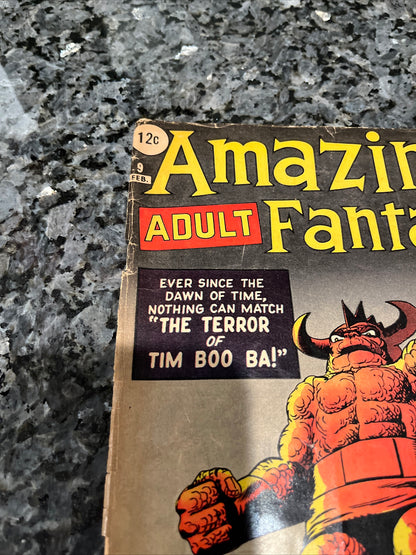 12¢
9
FEB.
Amazin
ADULT Fanta
EVER SINCE THE
DAWN OF TIME,
NOTHING CAN MATCH
"THE TERROR
OF
TIM BOO BA!"